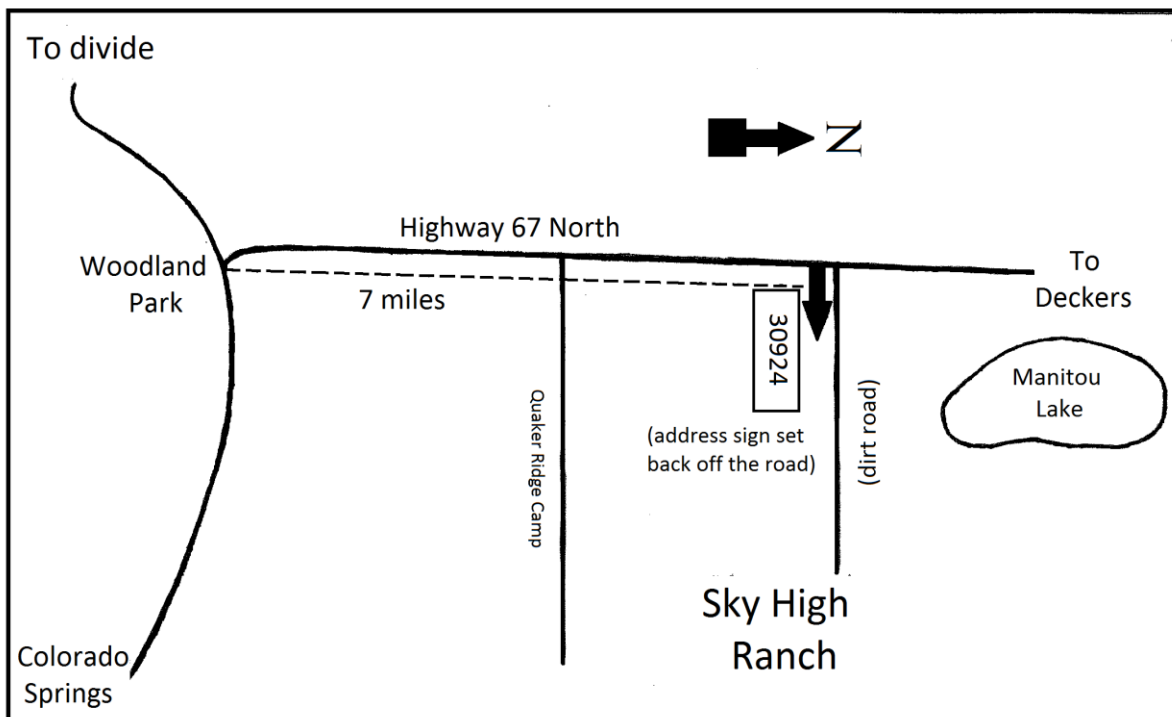 To divide
N
Highway 67 North
Woodland
Park
7 miles
To
Deckers
30924
Manitou
Lake
Quaker Ridge Camp
(address sign set
back off the road)
(dirt road)
Sky High
Ranch
Colorado
Springs